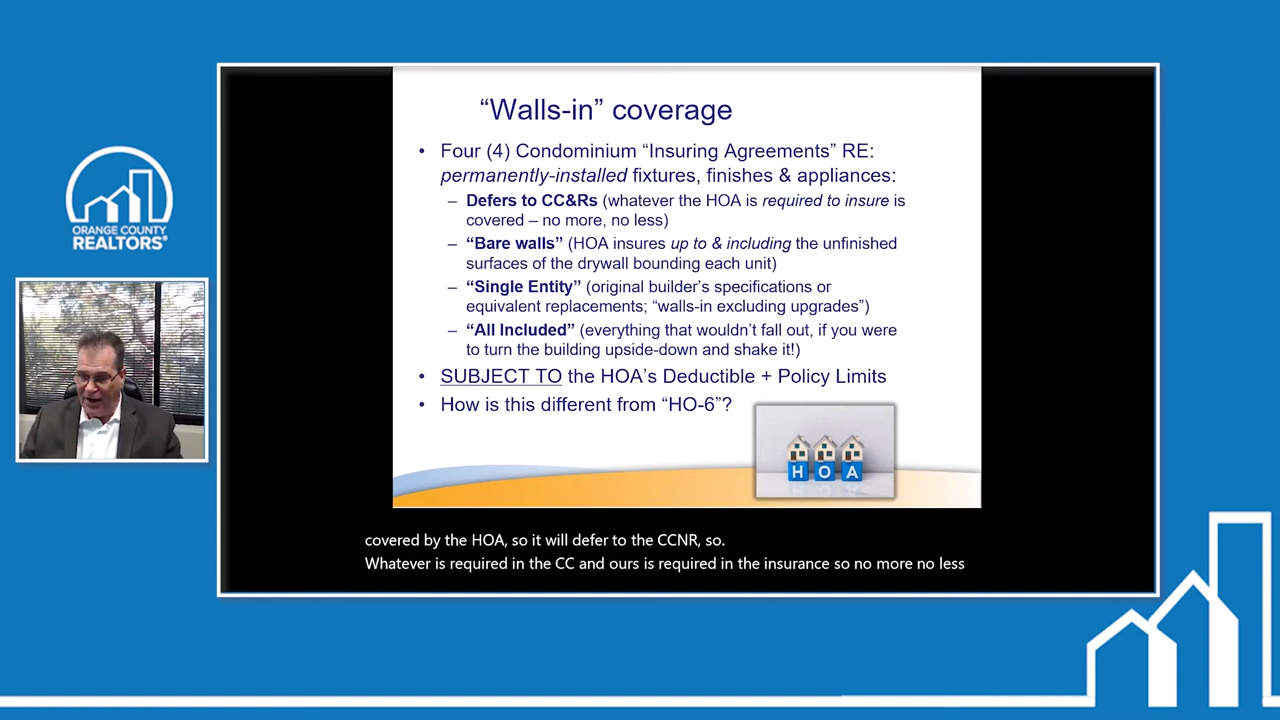 ORANGE COUNTY
REALTORS®
“Walls-in” coverage
• Four (4) Condominium “Insuring Agreements” RE:
permanently-installed fixtures, finishes & appliances:
– Defers to CC&Rs (whatever the HOA is required to insure is
covered – no more, no less)
– “Bare walls” (HOA insures up to & including the unfinished
surfaces of the drywall bounding each unit)
– “Single Entity” (original builder’s specifications or
equivalent replacements; “walls-in excluding upgrades”)
– “All Included” (everything that wouldn’t fall out, if you were
to turn the building upside-down and shake it!)
• SUBJECT TO the HOA’s Deductible + Policy Limits
• How is this different from “HO-6”?
H O A
covered by the HOA, so it will defer to the CCNR, so.
Whatever is required in the CC and ours is required in the insurance so no more no less